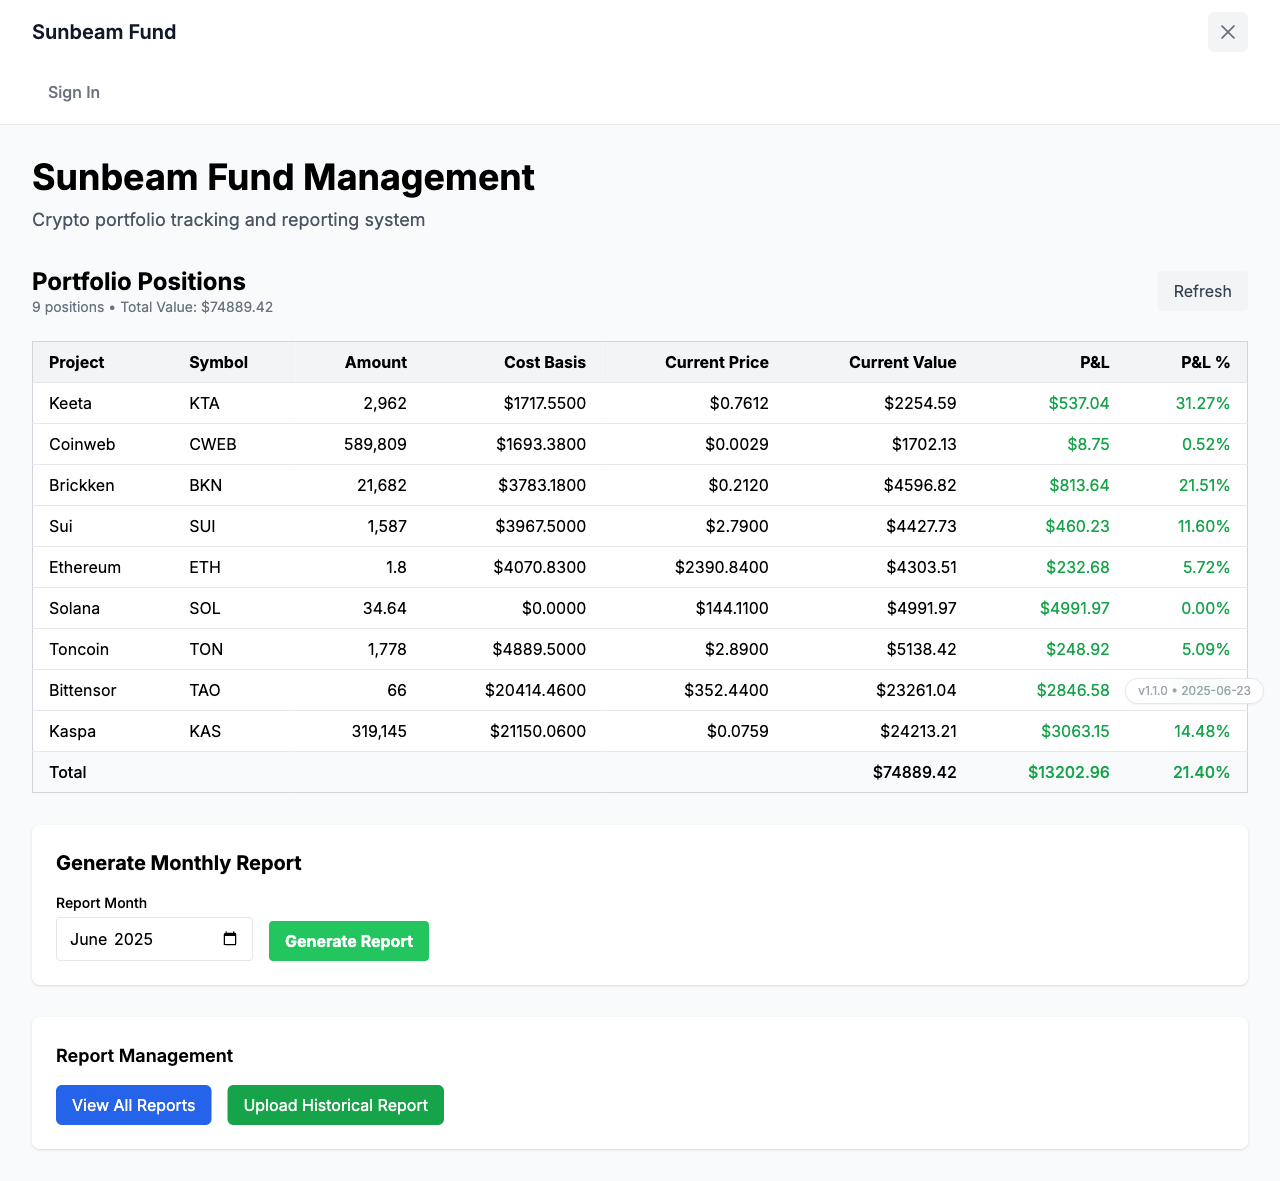 Sunbeam Fund
Sign In
Sunbeam Fund Management
Crypto portfolio tracking and reporting system
Portfolio Positions
9 positions • Total Value: $74889.42
Refresh
Project Symbol Amount Cost Basis Current Price Current Value P&L P&L %
Keeta KTA 2,962 $1717.5500 $0.7612 $2254.59 $537.04 31.27%
Coinweb CWEB 589,809 $1693.3800 $0.0029 $1702.13 $8.75 0.52%
Brickken BKN 21,682 $3783.1800 $0.2120 $4596.82 $813.64 21.51%
Sui SUI 1,587 $3967.5000 $2.7900 $4427.73 $460.23 11.60%
Ethereum ETH 1.8 $4070.8300 $2390.8400 $4303.51 $232.68 5.72%
Solana SOL 34.64 $0.0000 $144.1100 $4991.97 $4991.97 0.00%
Toncoin TON 1,778 $4889.5000 $2.8900 $5138.42 $248.92 5.09%
Bittensor TAO 66 $20414.4600 $352.4400 $23261.04 $2846.58 v1.1.0 • 2025-06-23
Kaspa KAS 319,145 $21150.0600 $0.0759 $24213.21 $3063.15 14.48%
Total $74889.42 $13202.96 21.40%
Generate Monthly Report
Report Month
June 2025 Generate Report
Report Management
View All Reports Upload Historical Report